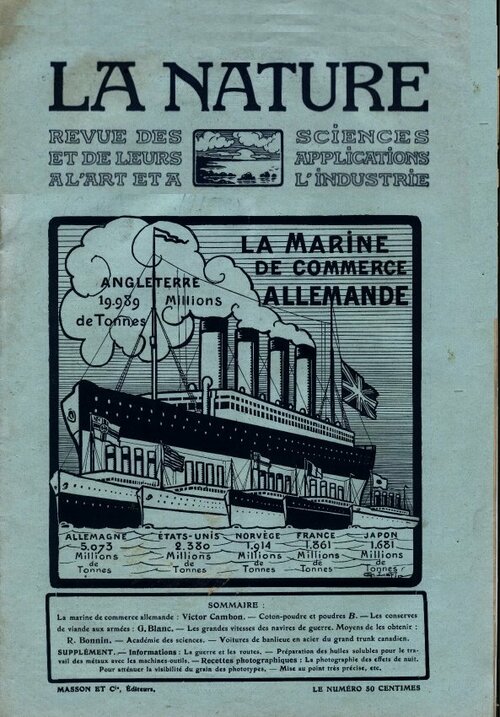 LA NATURE
REVUE DES SCIENCES
ET DE LEURS APPLICATIONS
A L'ART ET A L'INDUSTRIE
LA MARINE
DE COMMERCE
ALLEMANDE
ANGLETERRE
19.989 Millions
de Tonnes
ALLEMAGNE
5.073
Millions
de
Tonnes
ÉTATS-UNIS
2.380
Millions
de
Tonnes
NORVÈGE
1.914
Millions
de
Tonnes
FRANCE
1.861
Millions
de
Tonnes
JAPON
1.681
Millions
de
Tonnes
SOMMAIRE :
La marine de commerce allemande : Victor Cambon. — Coton-poudre et poudres B. — Les conserves
de viande aux armées : G. Blanc. — Les grandes vitesses des navires de guerre. Moyens de les obtenir :
R. Bonnin. — Académie des sciences. — Voitures de banlieue en acier du grand trunk canadien.
SUPPLÉMENT. — Informations : La guerre et les routes. — Préparation des huiles solubles pour le tra-
vail des métaux avec les machines-outils. — Recettes photographiques : La photographie des effets de nuit.
Pour atténuer la visibilité du grain des phototypes. — Mise au point très précise, etc.
MASSON ET Cie, Éditeurs. LE NUMÉRO 50 CENTIMES